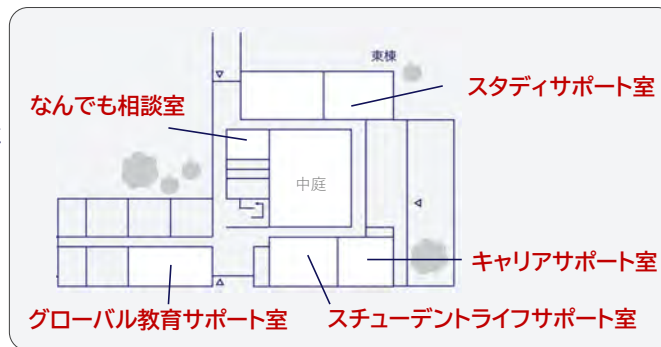 東棟
スタディサポート室
なんでも相談室
中庭
キャリアサポート室
グローバル教育サポート室
スチューデントライフサポート室